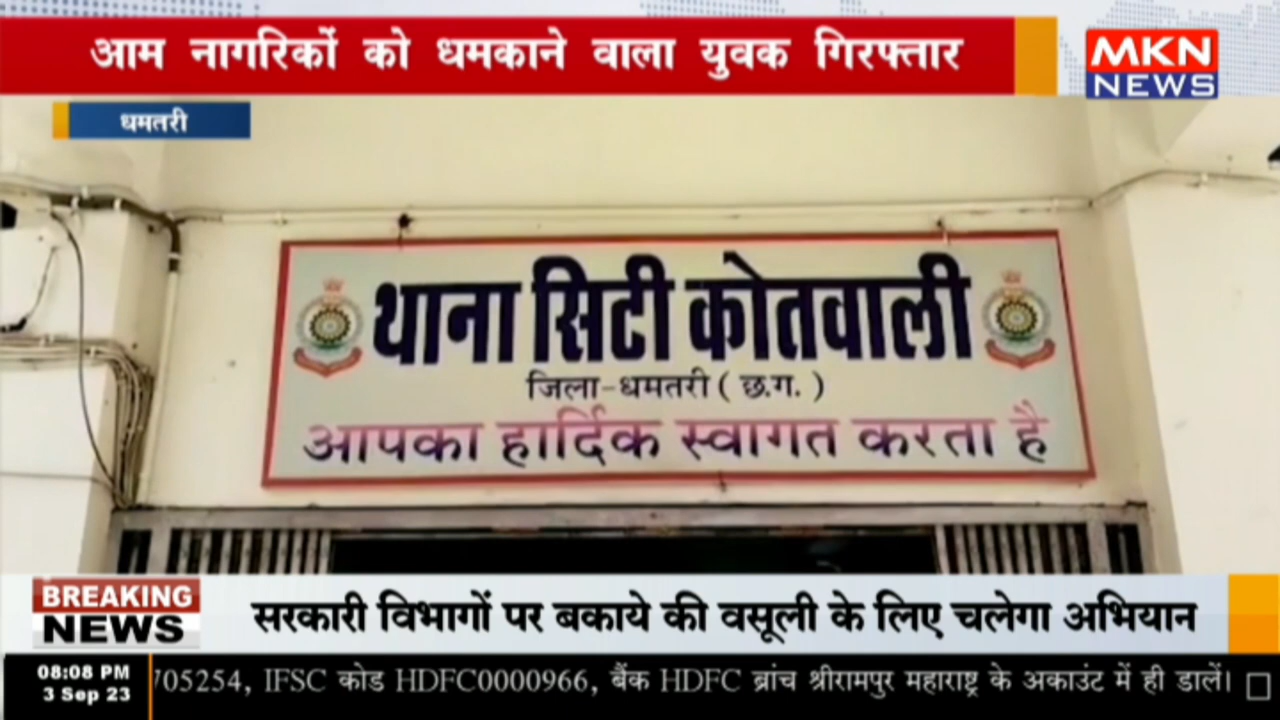 आम नागरिकों को धमकाने वाला युवक गिरफ्तार
MKN
NEWS
धमतरी
थाना सिटी कोतवाली
जिला-धमतरी ( छ.ग. )
आपका हार्दिक स्वागत करता है
BREAKING
NEWS
सरकारी विभागों पर बकाये की वसूली के लिए चलेगा अभियान
08:08 PM
3 Sep 23
705254, IFSC कोड HDFC0000966, बैंक HDFC ब्रांच श्रीरामपुर महाराष्ट्र के अकाउंट में ही डालें।